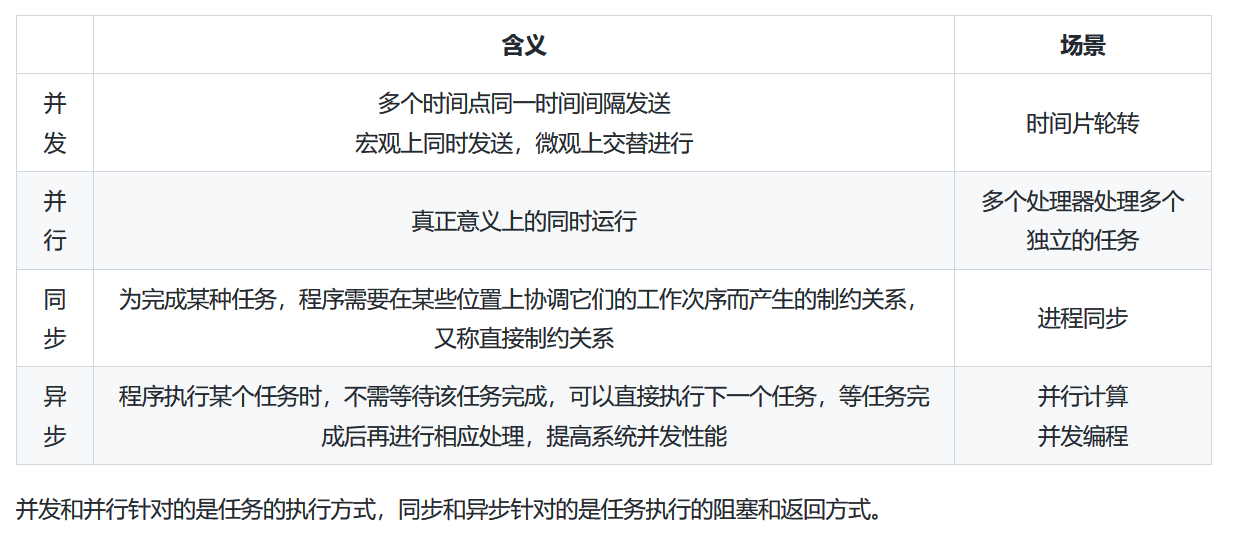 含义 场景
并
发
多个时间点同一时间间隔发送
宏观上同时发送，微观上交替进行
时间片轮转
并
行
真正意义上的同时运行
多个处理器处理多个
独立的任务
同
步
为完成某种任务，程序需要在某些位置上协调它们的工作次序而产生的制约关系，
又称直接制约关系
进程同步
异
步
程序执行某个任务时，不需等待该任务完成，可以直接执行下一个任务，等任务完
成后再进行相应处理，提高系统并发性能
并行计算
并发编程
并发和并行针对的是任务的执行方式，同步和异步针对的是任务执行的阻塞和返回方式。